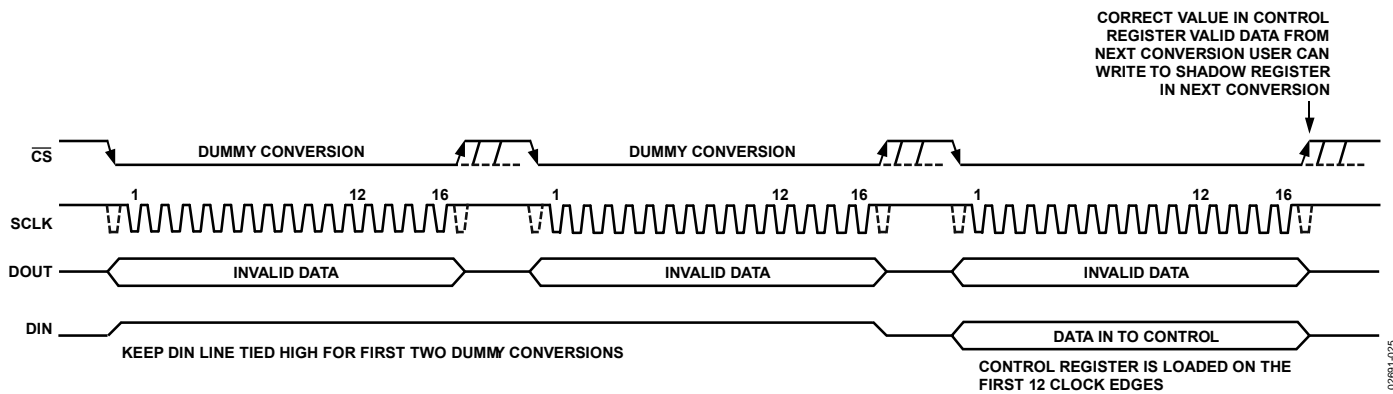 CORRECT VALUE IN CONTROL
REGISTER VALID DATA FROM
NEXT CONVERSION USER CAN
WRITE TO SHADOW REGISTER
IN NEXT CONVERSION
CS DUMMY CONVERSION DUMMY CONVERSION
1 12 16 1 12 16 1 12 16
SCLK
DOUT INVALID DATA INVALID DATA INVALID DATA
DIN DATA IN TO CONTROL
KEEP DIN LINE TIED HIGH FOR FIRST TWO DUMMY CONVERSIONS
CONTROL REGISTER IS LOADED ON THE
FIRST 12 CLOCK EDGES
02691-025